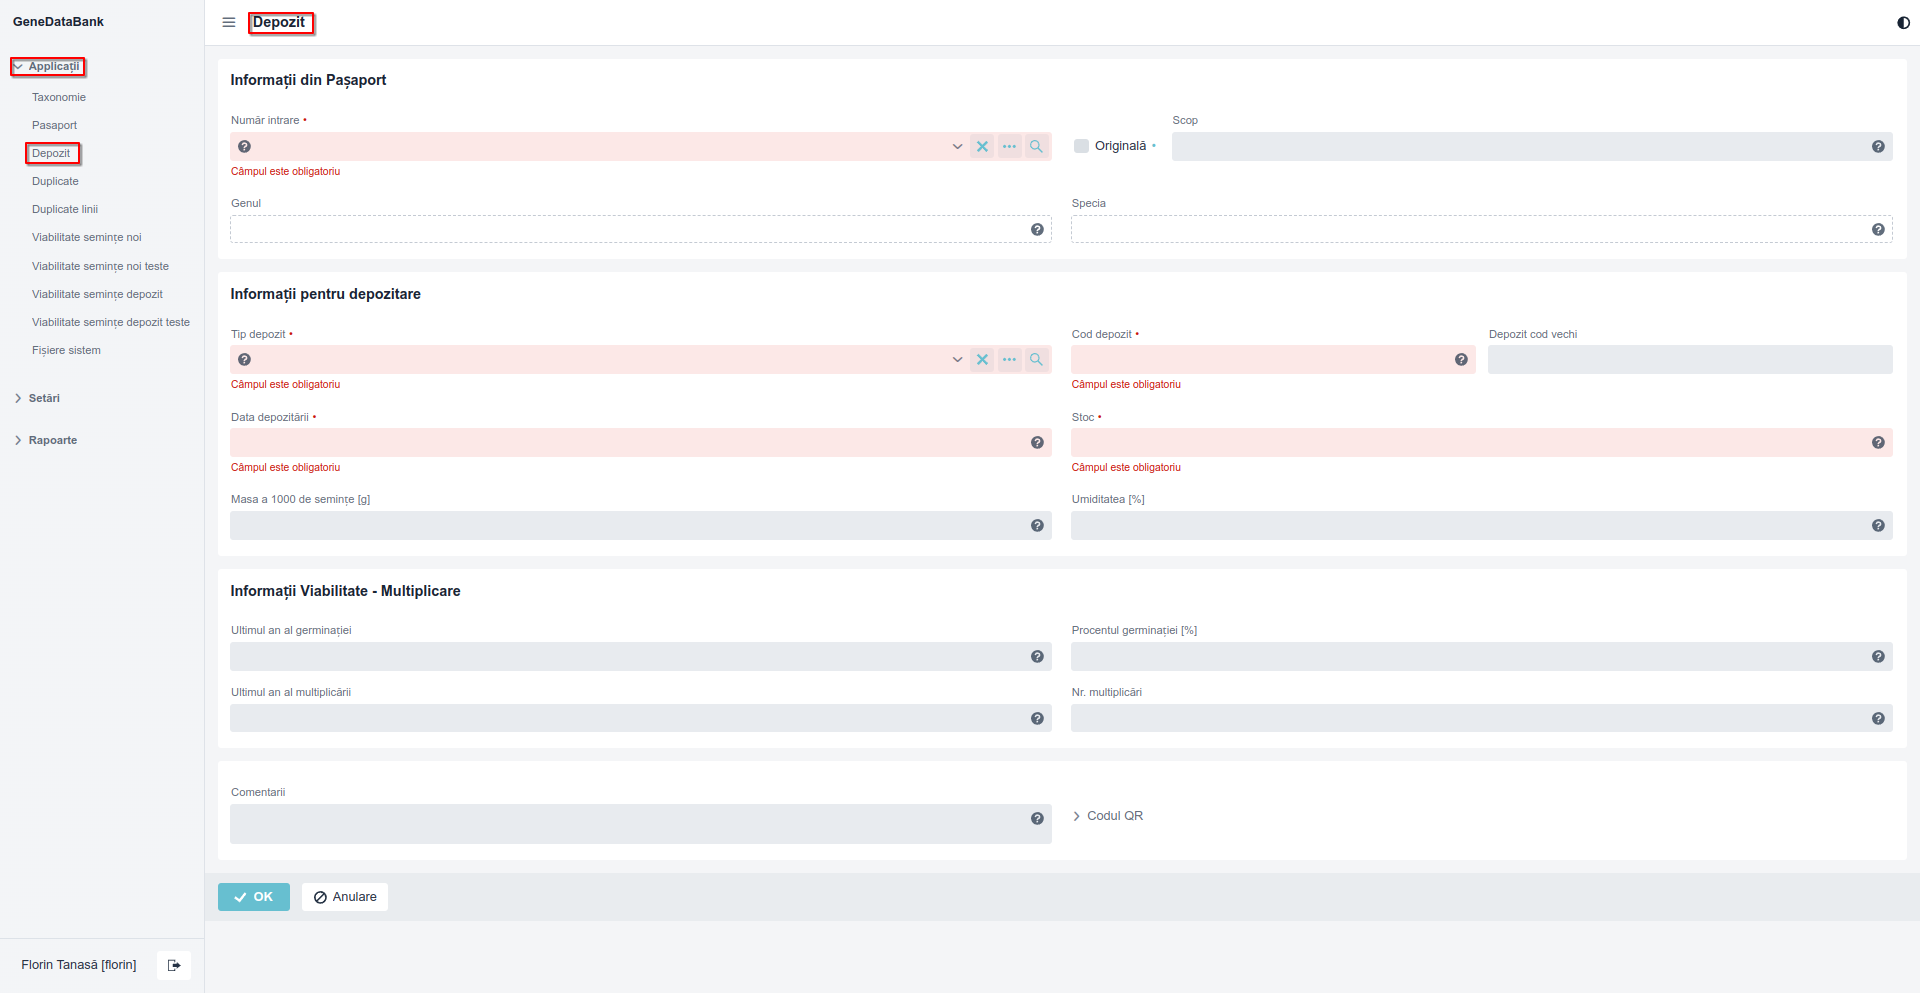 GeneDataBank
Applicații
Taxonomie
Pasaport
Depozit
Duplicate
Duplicate linii
Viabilitate semințe noi
Viabilitate semințe noi teste
Viabilitate semințe depozit
Viabilitate semințe depozit teste
Fișiere sistem
Setări
Rapoarte
Florin Tanasă [florin]
Depozit
Informații din Pașaport
Număr intrare •
Câmpul este obligatoriu
Originală •
Scop
Genul
Specia
Informații pentru depozitare
Tip depozit •
Câmpul este obligatoriu
Cod depozit •
Câmpul este obligatoriu
Depozit cod vechi
Data depozitării •
Câmpul este obligatoriu
Stoc •
Câmpul este obligatoriu
Masa a 1000 de semințe [g]
Umiditatea [%]
Informații Viabilitate - Multiplicare
Ultimul an al germinației
Procentul germinației [%]
Ultimul an al multiplicării
Nr. multiplicări
Comentarii
Codul QR
OK
Anulare